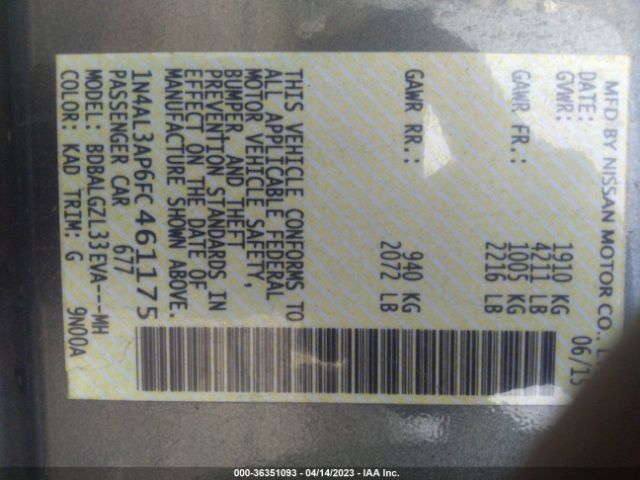 MFD BY NISSAN MOTOR CO., L
DATE: 06/15
GVWR: 1910 KG
4211 LB
GAWR FR.: 1005 KG
2216 LB
GAWR RR.: 940 KG
2072 LB
THIS VEHICLE CONFORMS TO
ALL APPLICABLE FEDERAL
MOTOR VEHICLE SAFETY,
BUMPER, AND THEFT
PREVENTION STANDARDS IN
EFFECT ON THE DATE OF
MANUFACTURE SHOWN ABOVE.
1N4AL3AP6FC461175
PASSENGER CAR 677
MODEL: BDBALGZL33EVA---MH
COLOR: KAD TRIM: G 9N00A
000-36351093 - 04/14/2023 - IAA Inc.